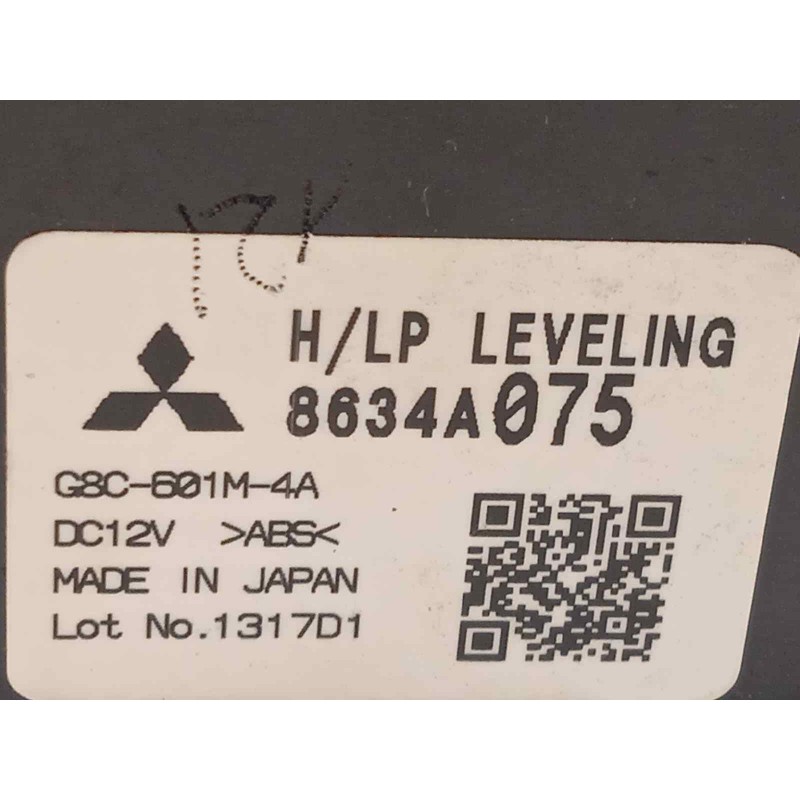 H/LP LEVELING
8634A075
G8C-601M-4A
DC12V >ABS<
MADE IN JAPAN
Lot No.1317D1